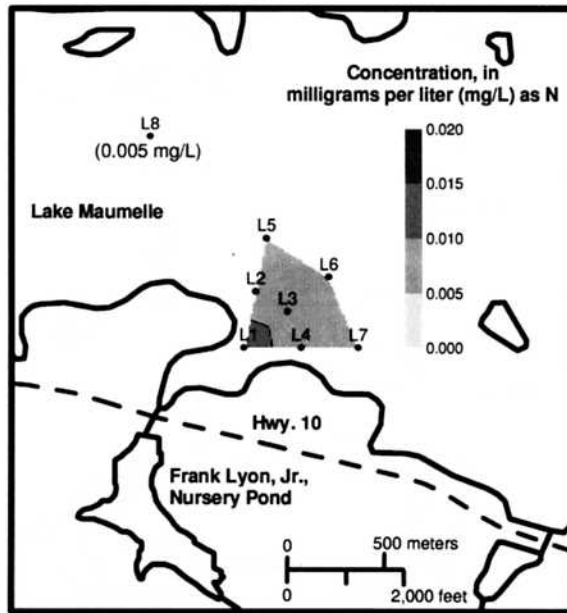 Concentration, in
milligrams per liter (mg/L) as N
L8
(0.005 mg/L)
0.020
0.015
0.010
0.005
0.000
Lake Maumelle
L5
L6
L2
L3
L1
L4
L7
Hwy. 10
Frank Lyon, Jr.,
Nursery Pond
0
500 meters
0
2,000 feet